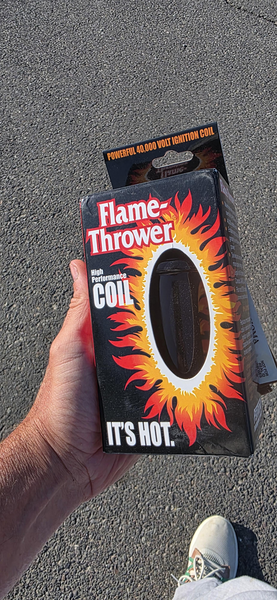 POWERFUL 40,000 VOLT IGNITION COIL
Flame-
Thrower
High
Performance
COIL
IT'S HOT.